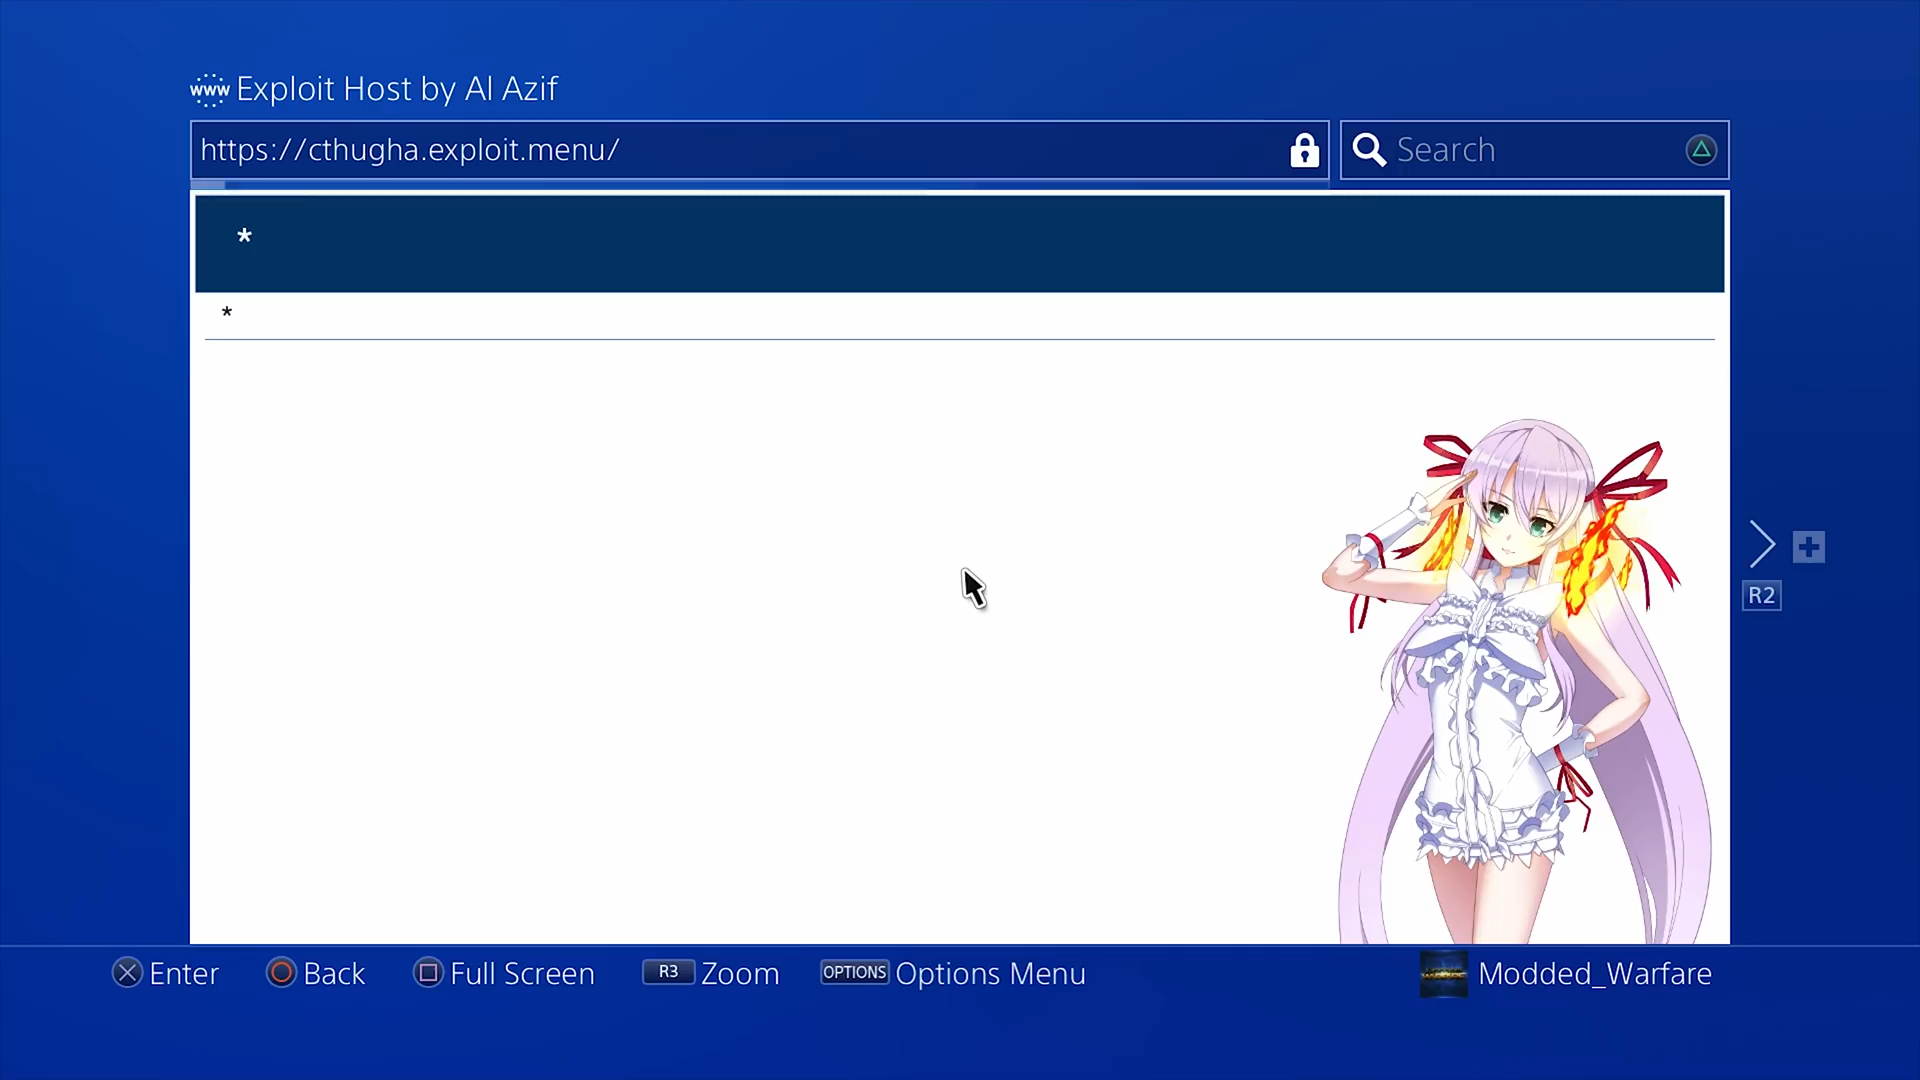 www Exploit Host by Al Azif
https://cthugha.exploit.menu/
Search
*
*
R2
Enter Back Full Screen R3 Zoom OPTIONS Options Menu Modded_Warfare